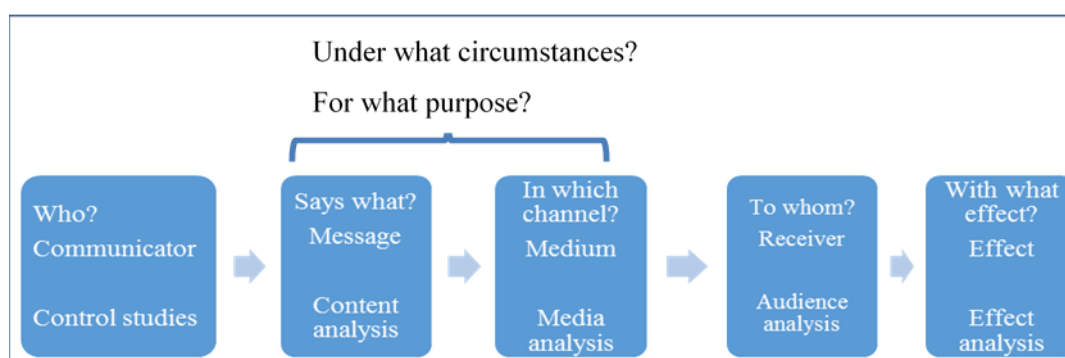 Under what circumstances?
For what purpose?
Who?
Communicator
Control studies
Says what?
Message
Content
analysis
In which
channel?
Medium
Media
analysis
To whom?
Receiver
Audience
analysis
With what
effect?
Effect
Effect
analysis